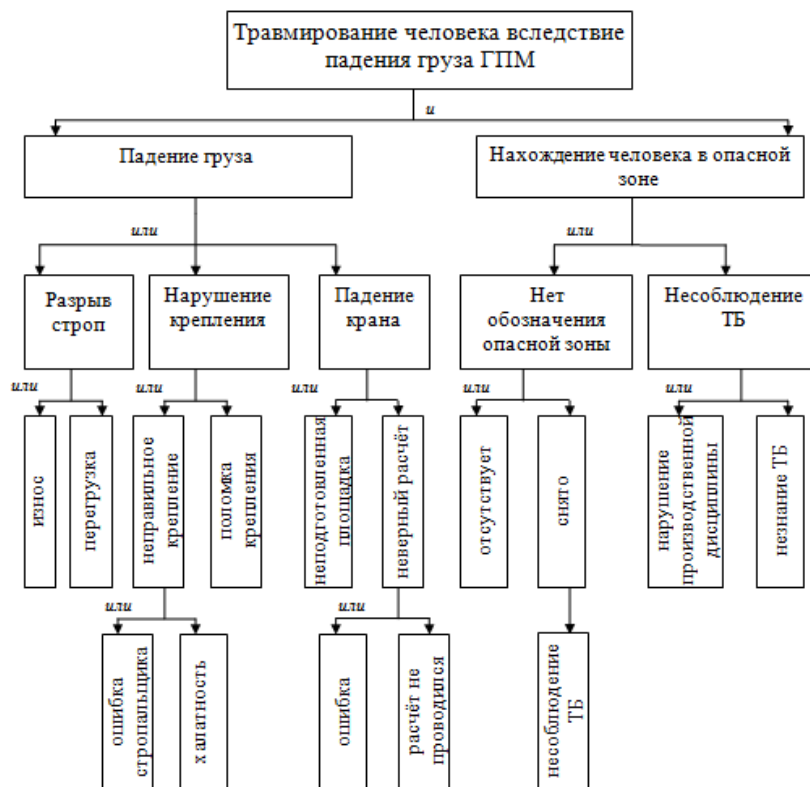 Травмирование человека вследствие
падения груза ГПМ
и
Падение груза
Нахождение человека в опасной
зоне
или
или
Разрыв
строп
Нарушение
крепления
Падение
крана
Нет
обозначения
опасной зоны
Несоблюдение
ТБ
или
или
или
или
или
износ
перегрузка
неправильное
крепление
поломка
крепления
неподготовленная
площадка
неверный расчёт
отсутствует
снято
нарушение
производственной
дисциплины
незнание ТБ
или
или
ошибка
стропальщика
халатность
ошибка
расчёт не
проводился
несоблюдение
ТБ